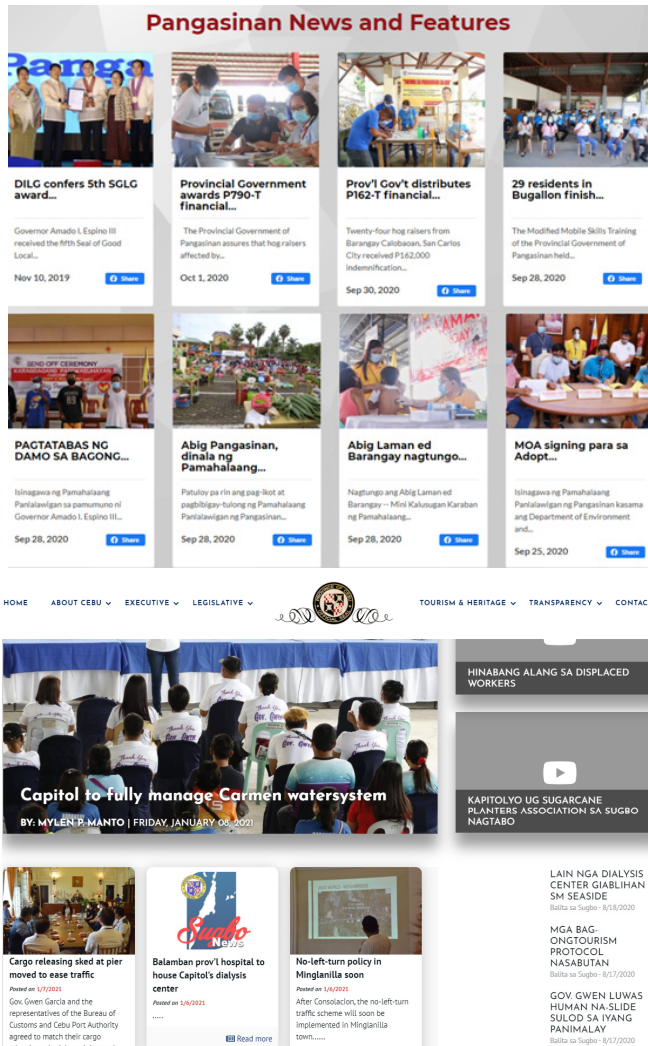 Pangasinan News and Features
DILG confers 5th SGLG
award...
Governor Amado I. Espino III
received the fifth Seal of Good
Local...
Nov 10, 2019
Share
Provincial Government
awards P790-T
financial...
The Provincial Government of
Pangasinan assures that hog raisers
affected by...
Oct 1, 2020
Share
Prov'l Gov't distributes
P162-T financial...
Twenty-four hog raisers from
Barangay Calobaoan, San Carlos
City received P162,000
indemnification...
Sep 30, 2020
Share
29 residents in
Bugallon finish...
The Modified Mobile Skills Training
of the Provincial Government of
Pangasinan held...
Sep 28, 2020
Share
SEND OFF CEREMONY
PAGTATABAS NG
DAMO SA BAGONG...
Isinagawa ng Pamahalaang
Panlalawigan sa pamumuno ni
Governor Amado I. Espino III...
Sep 28, 2020
Share
Abig Pangasinan,
dinala ng
Pamahalaang...
Patuloy pa rin ang pag-ikot at
pagbibigay-tulong ng Pamahalaang
Panlalawigan ng Pangasinan...
Sep 28, 2020
Share
Abig Laman ed
Barangay nagtungo...
Nagtungo ang Abig Laman ed
Barangay -- Mini Kalusugan Karaban
ng Pamahalaang...
Sep 28, 2020
Share
MOA signing para sa
Adopt...
Isinagawa ng Pamahalaang
Panlalawigan ng Pangasinan kasama
ang Department of Environment
and...
Sep 25, 2020
Share
HOME ABOUT CEBU EXECUTIVE LEGISLATIVE TOURISM & HERITAGE TRANSPARENCY CONTAC
Capitol to fully manage Carmen watersystem
BY: MYLEN P. MANTO | FRIDAY, JANUARY 08, 2021
HINABANG ALANG SA DISPLACED
WORKERS
KAPITOLYO UG SUGARCANE
PLANTERS ASSOCIATION SA SUGBO
NAGTABO
Cargo releasing sked at pier
moved to ease traffic
Posted on 1/7/2021
Gov. Gwen Garcia and the
representatives of the Bureau of
Customs and Cebu Port Authority
agreed to match their cargo
Sugbo
News
Balamban prov'l hospital to
house Capitol's dialysis
center
Posted on 1/6/2021
.....
Read more
No-left-turn policy in
Minglanilla soon
Posted on 1/6/2021
After Consolacion, the no-left-turn
traffic scheme will soon be
implemented in Minglanilla
town......
LAIN NGA DIALYSIS
CENTER GIABLIHAN
SM SEASIDE
Balita sa Sugbo - 8/18/2020
MGA BAG-
ONGTOURISM
PROTOCOL
NASABUTAN
Balita sa Sugbo - 8/17/2020
GOV. GWEN LUWAS
HUMAN NA-SLIDE
SULOD SA IYANG
PANIMALAY
Balita sa Sugbo - 8/17/2020